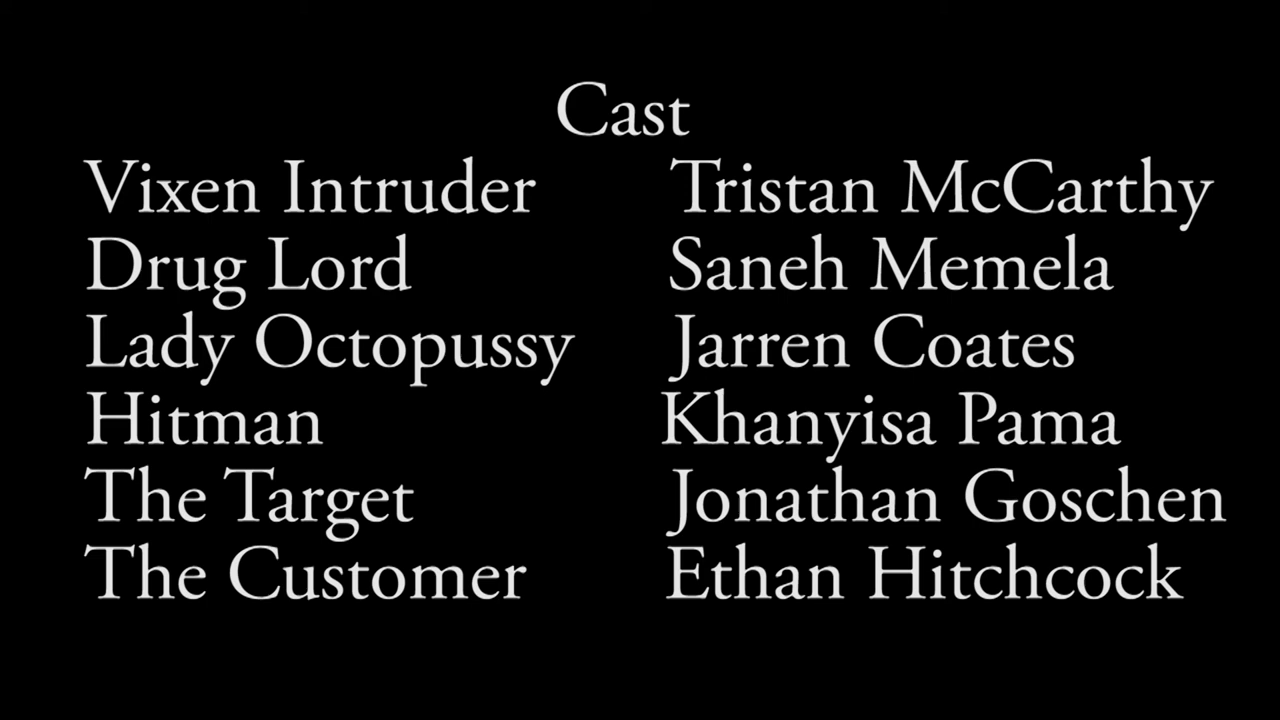 Cast
Vixen Intruder Tristan McCarthy
Drug Lord Saneh Memela
Lady Octopussy Jarren Coates
Hitman Khanyisa Pama
The Target Jonathan Goschen
The Customer Ethan Hitchcock